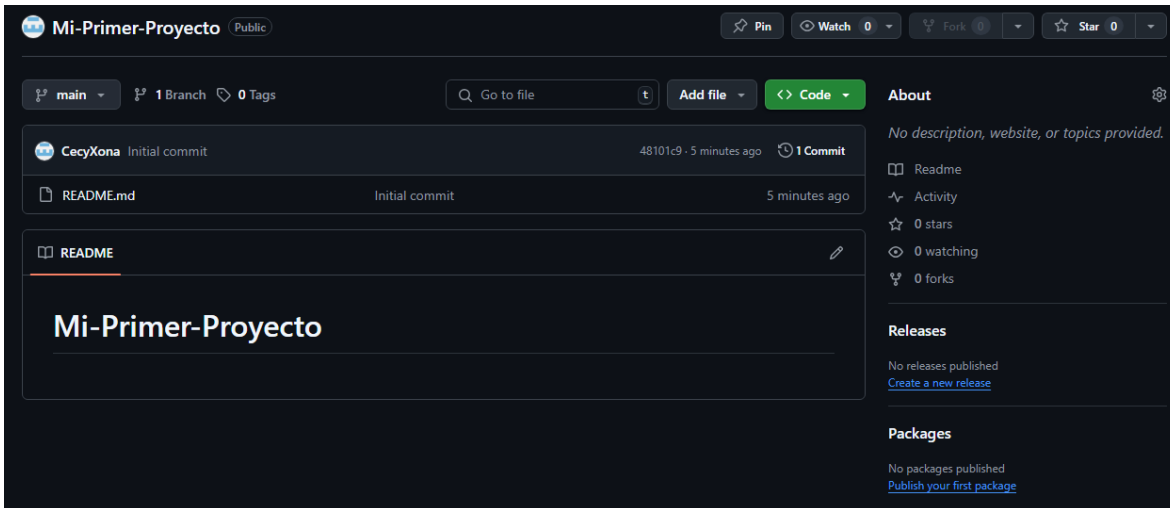 Mi-Primer-Proyecto Public
Pin
Watch 0
Fork 0
Star 0
main
1 Branch
0 Tags
Go to file
t
Add file
Code
CecyXona Initial commit
48101c9 · 5 minutes ago
1 Commit
README.md
Initial commit
5 minutes ago
README
Mi-Primer-Proyecto
About
No description, website, or topics provided.
Readme
Activity
0 stars
0 watching
0 forks
Releases
No releases published
Create a new release
Packages
No packages published
Publish your first package